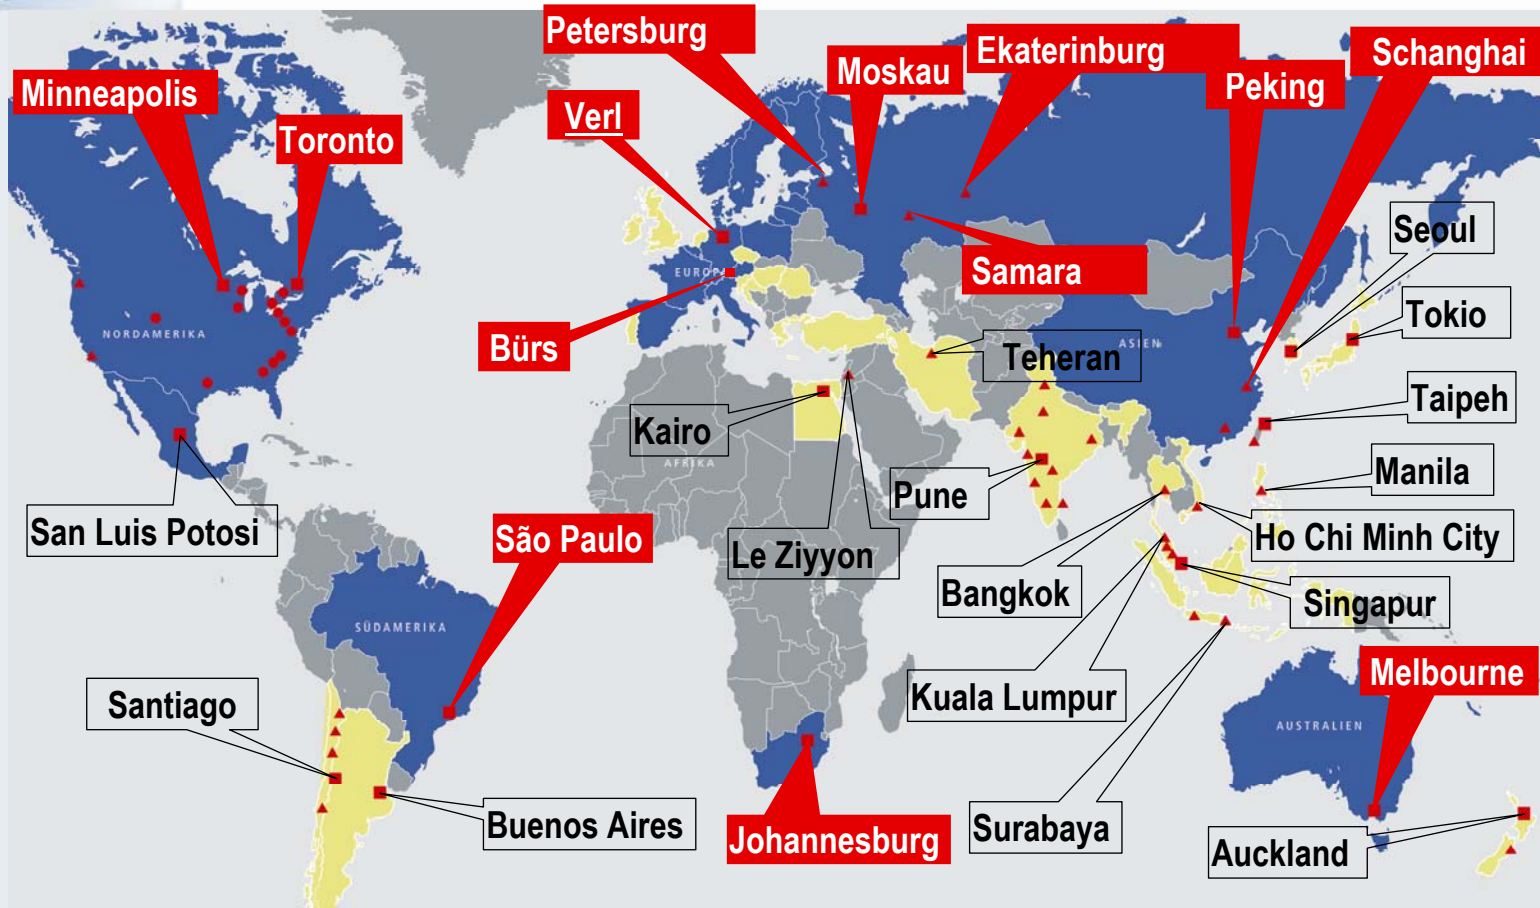 Petersburg
Ekaterinburg
Schanghai
Moskau
Minneapolis
Peking
Verl
Toronto
Seoul
Samara
EUROPA
Tokio
NORDAMERIKA
Bürs
ASIEN
Teheran
Taipeh
Kairo
AFRIKA
Manila
Pune
San Luis Potosi
São Paulo
Ho Chi Minh City
Le Ziyyon
Bangkok
Singapur
SÜDAMERIKA
Melbourne
Kuala Lumpur
Santiago
AUSTRALIEN
Buenos Aires
Surabaya
Johannesburg
Auckland